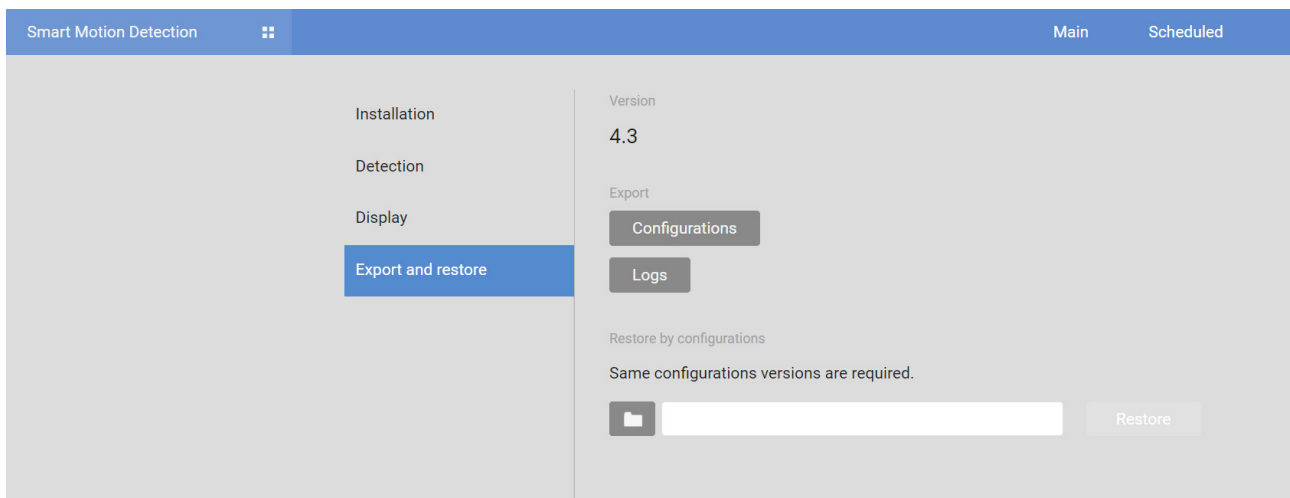 Smart Motion Detection
Main
Scheduled
Installation
Detection
Display
Export and restore
Version
4.3
Export
Configurations
Logs
Restore by configurations
Same configurations versions are required.
Restore